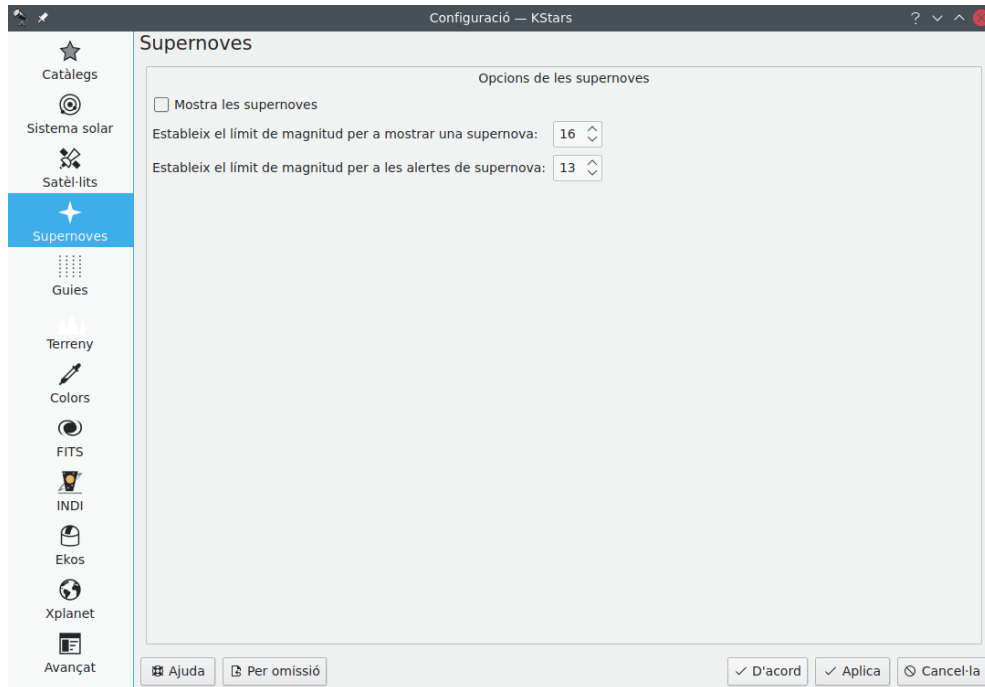 Configuració — KStars
Catàlegs
Sistema solar
Satèl·lits
Supernoves
Guies
Terreny
Colors
FITS
INDI
Ekos
Xplanet
Avançat
Supernoves
Opcions de les supernoves
Mostra les supernoves
Estableix el límit de magnitud per a mostrar una supernova: 16
Estableix el límit de magnitud per a les alertes de supernova: 13
Ajuda Per omissió D'acord Aplica Cancel·la